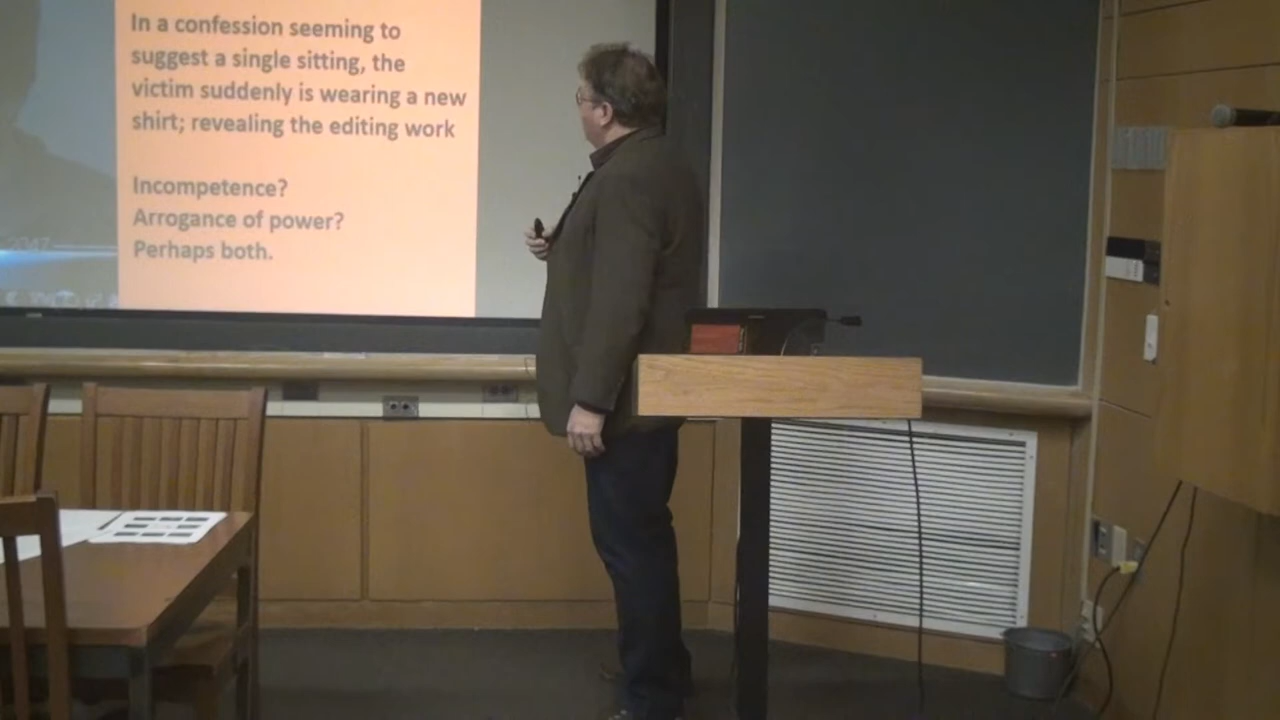 In a confession seeming to
suggest a single sitting, the
victim suddenly is wearing a new
shirt; revealing the editing work
Incompetence?
Arrogance of power?
Perhaps both.